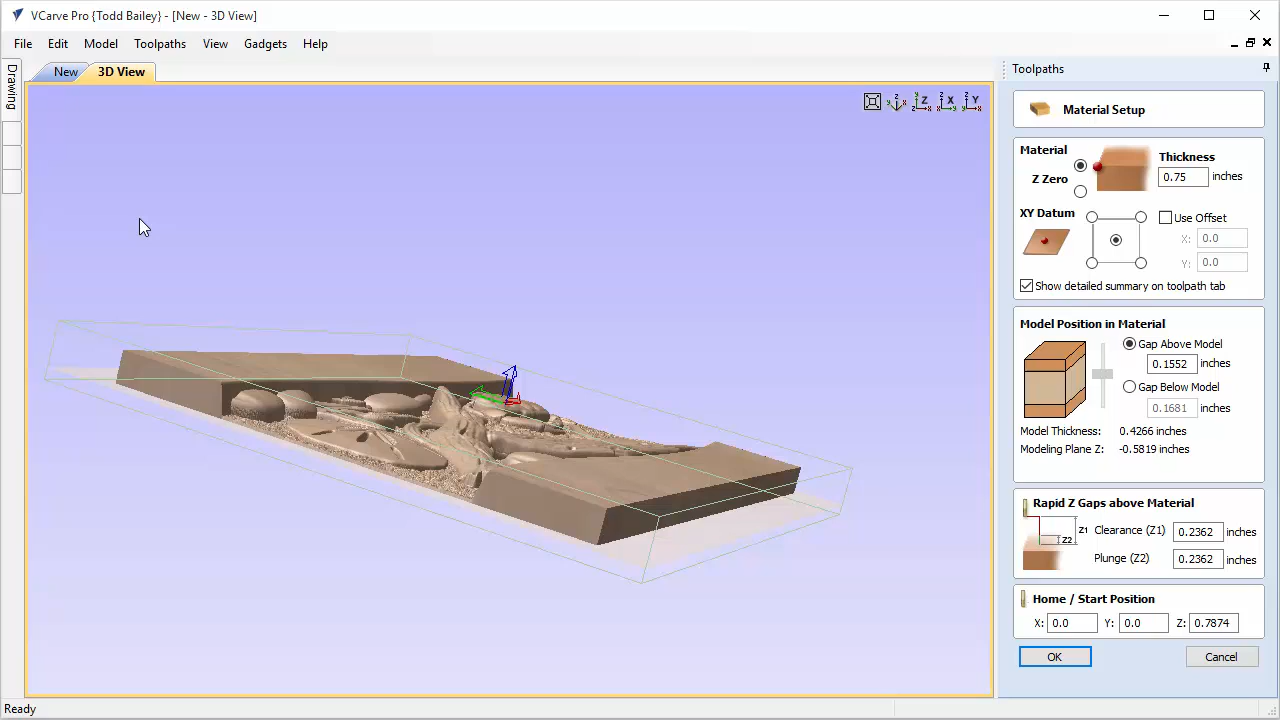 VCarve Pro {Todd Bailey} - [New - 3D View]
File Edit Model Toolpaths View Gadgets Help
Drawing
New 3D View
Toolpaths
Material Setup
Material
Z Zero
Thickness
0.75 inches
XY Datum
Use Offset
X: 0.0
Y: 0.0
Show detailed summary on toolpath tab
Model Position in Material
Gap Above Model
0.1552 inches
Gap Below Model
0.1681 inches
Model Thickness: 0.4266 inches
Modeling Plane Z: -0.5819 inches
Rapid Z Gaps above Material
Z1 Clearance (Z1) 0.2362 inches
Z2 Plunge (Z2) 0.2362 inches
Home / Start Position
X: 0.0 Y: 0.0 Z: 0.7874
OK Cancel
Ready